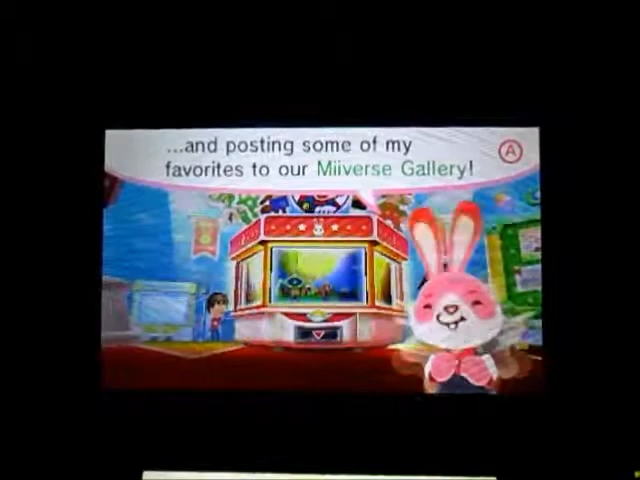 ...and posting some of my
favorites to our Miiverse Gallery!
A